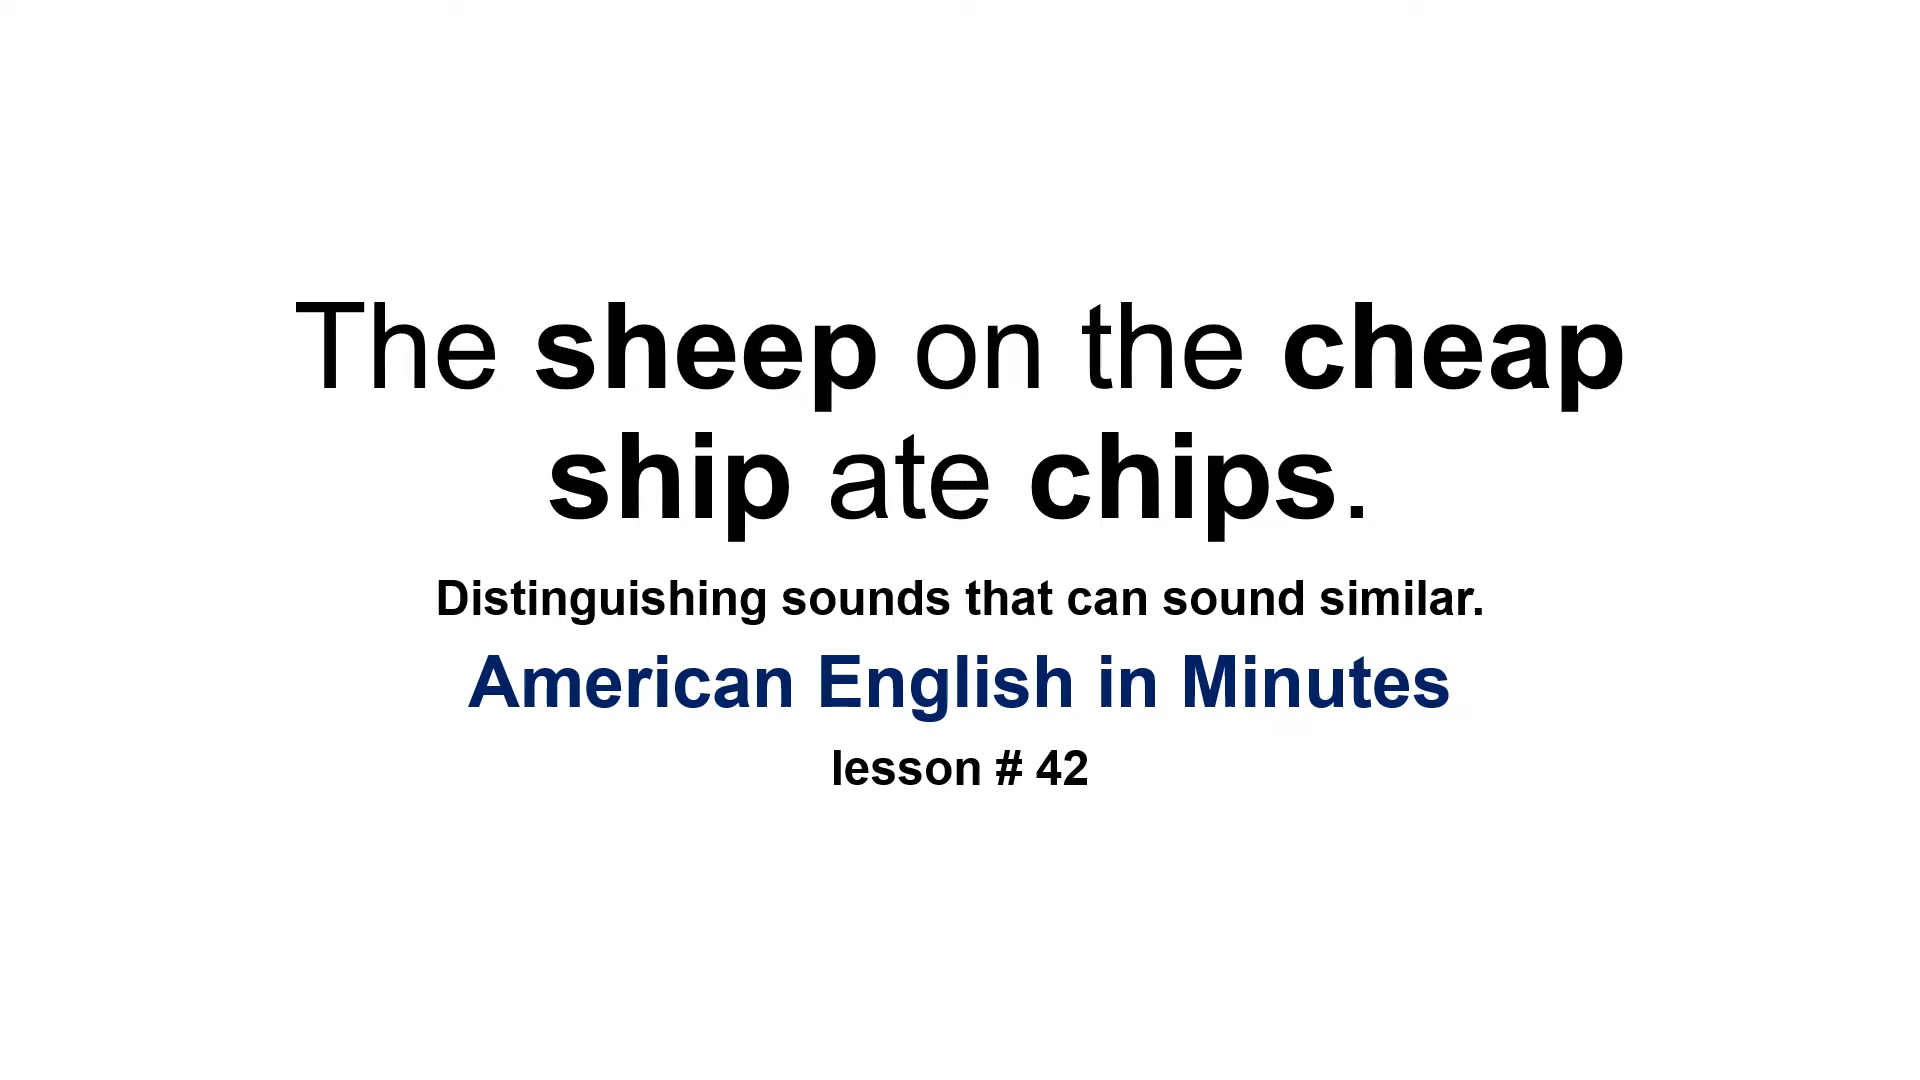 The sheep on the cheap
ship ate chips.
Distinguishing sounds that can sound similar.
American English in Minutes
lesson # 42